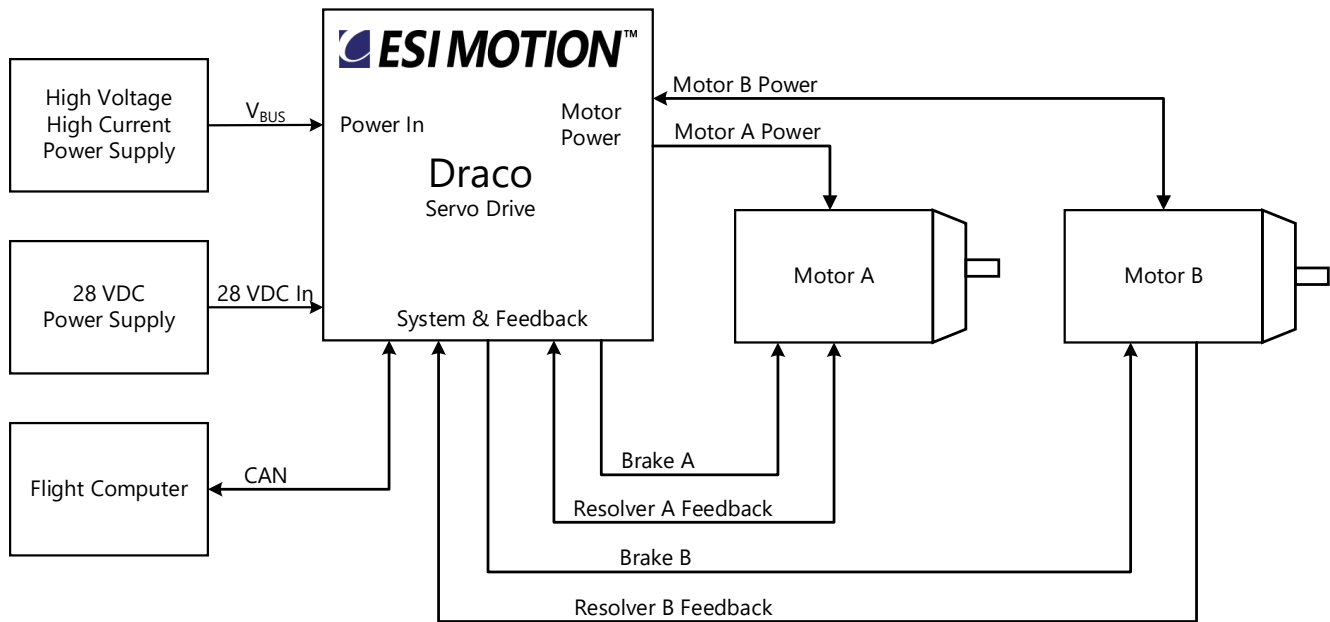 ESI MOTION™
High Voltage
High Current
Power Supply
VBUS
Power In
Motor
Power
Motor B Power
Motor A Power
Draco
Servo Drive
28 VDC
Power Supply
28 VDC In
System & Feedback
Motor A
Motor B
Flight Computer
CAN
Brake A
Resolver A Feedback
Brake B
Resolver B Feedback